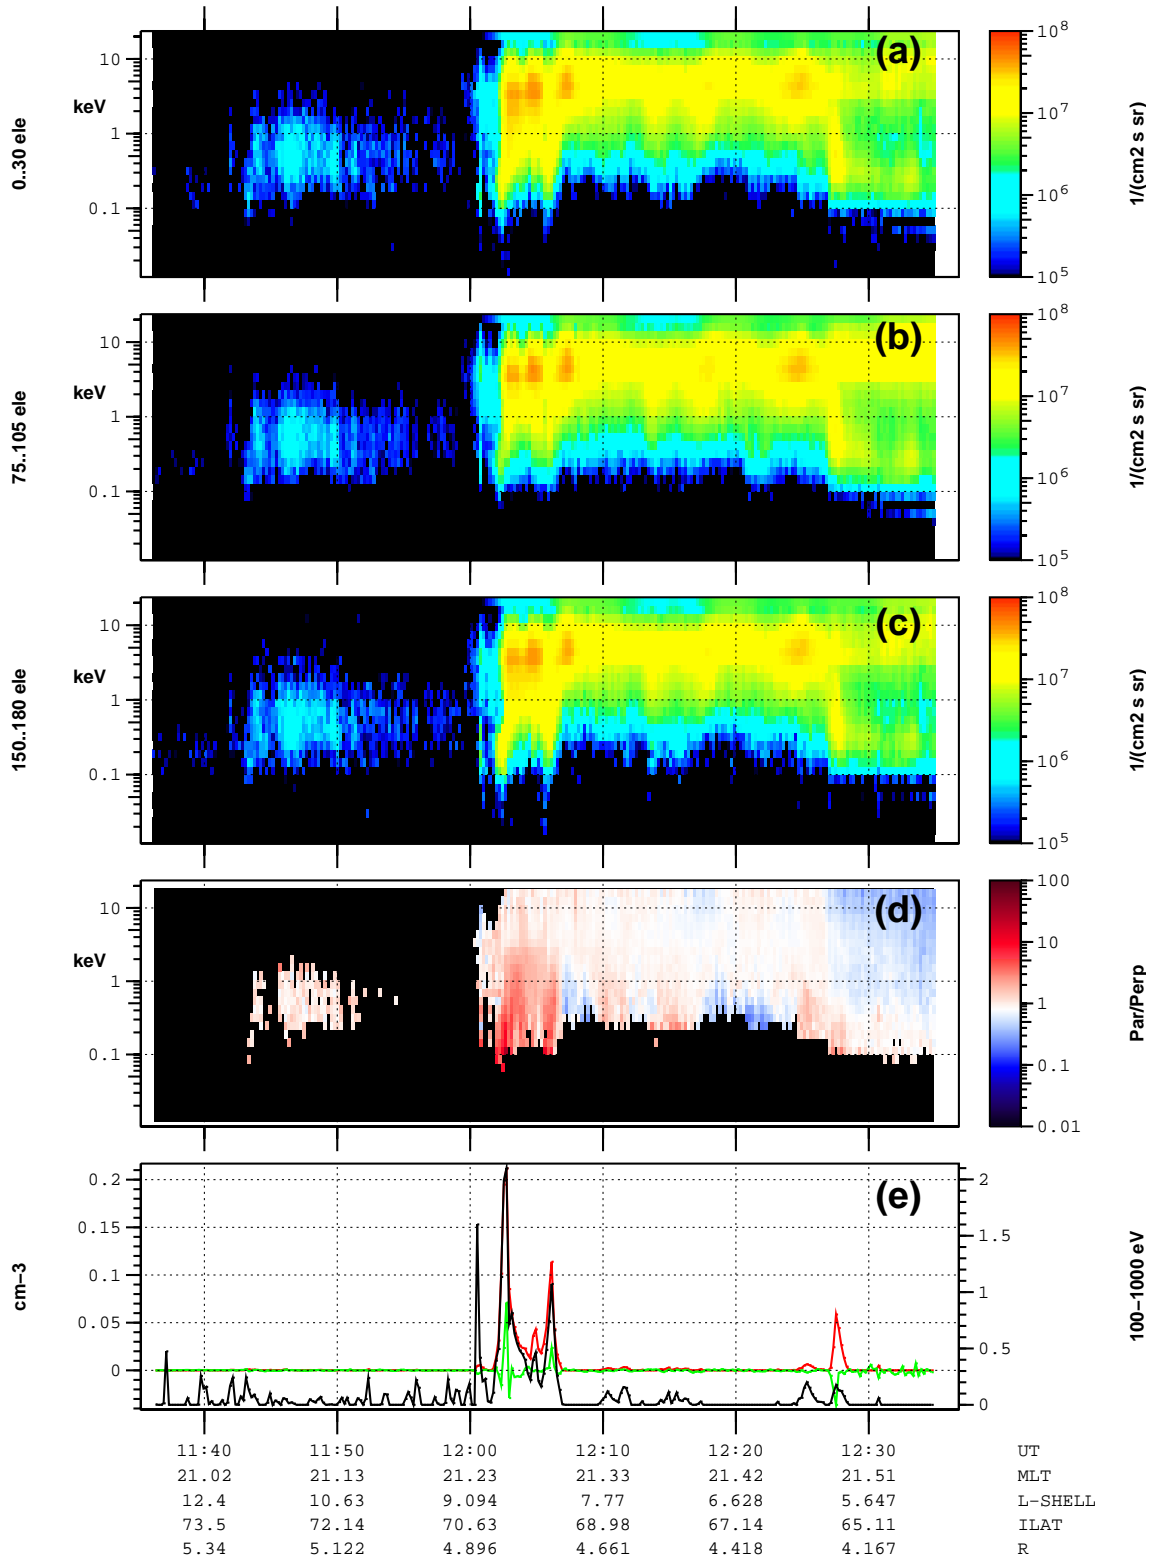 (a)
10
keV
1
0.1
0..30 ele
10^8
10^7
10^6
10^5
1/(cm2 s sr)
(b)
10
keV
1
0.1
75..105 ele
10^8
10^7
10^6
10^5
1/(cm2 s sr)
(c)
10
keV
1
0.1
150..180 ele
10^8
10^7
10^6
10^5
1/(cm2 s sr)
(d)
10
keV
1
0.1
100
10
1
0.1
0.01
Par/Perp
(e)
0.2
0.15
0.1
0.05
0
cm-3
2
1.5
1
0.5
0
100-1000 eV
11:40 11:50 12:00 12:10 12:20 12:30 UT
21.02 21.13 21.23 21.33 21.42 21.51 MLT
12.4 10.63 9.094 7.77 6.628 5.647 L-SHELL
73.5 72.14 70.63 68.98 67.14 65.11 ILAT
5.34 5.122 4.896 4.661 4.418 4.167 R